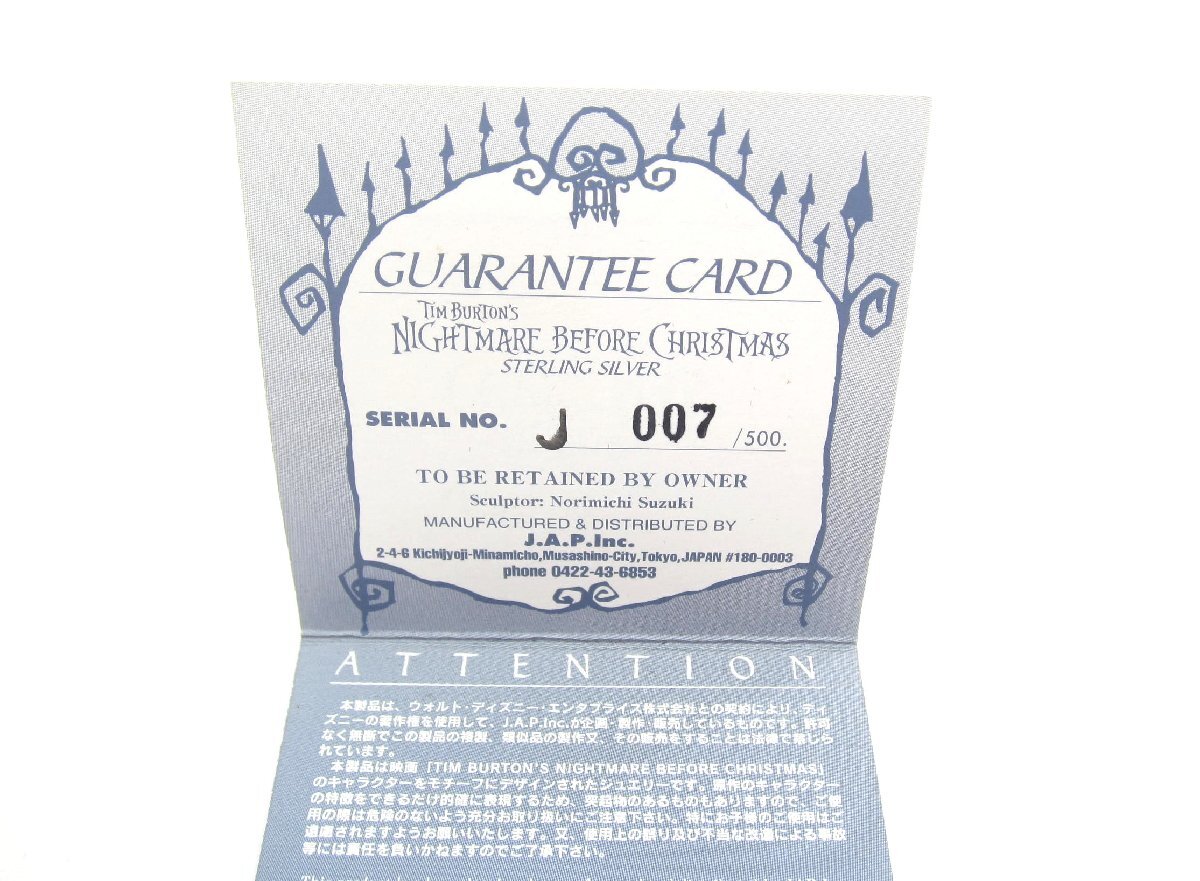 GUARANTEE CARD
TIM BURTON'S
NIGHTMARE BEFORE CHRISTMAS
STERLING SILVER
SERIAL NO. J 007 /500.
TO BE RETAINED BY OWNER
Sculptor: Norimichi Suzuki
MANUFACTURED & DISTRIBUTED BY
J.A.P.Inc.
2-4-6 Kichijyoji-Minamicho,Musashino-City,Tokyo,JAPAN #180-0003
phone 0422-43-6853
ATTENTION
本製品は、ウォルト・ディズニー・エンタプライズ株式会社との契約により、ディ
ズニーの著作権を使用して、J.A.P.Inc.が企画・製作・販売しているものです。許可
なく無断でこの製品の複製、類似品の製作又、その販売をすることは法律で禁じら
れています。
本製品は映画「TIM BURTON'S NIGHTMARE BEFORE CHRISTMAS」
のキャラクターをモチーフにデザインされたジュエリーです。原作のキャラクター
の特徴をできるだけ的確に表現するため、突起物のあるものもありますので、ご使
用の際は危険のないよう充分お取り扱いにご注意下さい。特にお子様のご使用はご
遠慮されますようお願いいたします。又、使用上の誤り及び不当な改造による
等には責任を負いかねますのでご了承下さい。